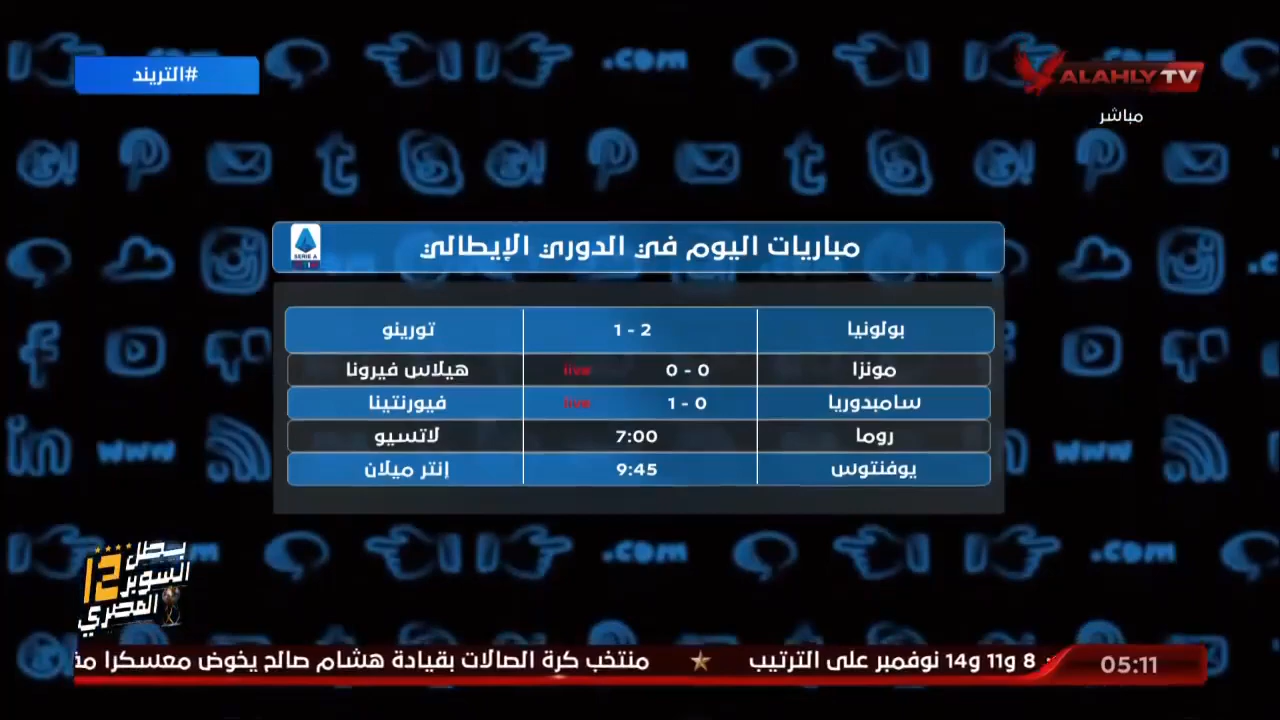 #التريند
ALAHLY TV
مباشر
مباريات اليوم في الدوري الإيطالي
SERIE A
بولونيا 2 - 1 تورينو
مونزا 0 - 0 live هيلاس فيرونا
سامبدوريا 0 - 1 live فيورنتينا
روما 7:00 لاتسيو
يوفنتوس 9:45 إنتر ميلان
بطل السوبر المصري 12
8 و11 و14 نوفمبر على الترتيب ★ منتخب كرة الصالات بقيادة هشام صالح يخوض معسكرا
05:11